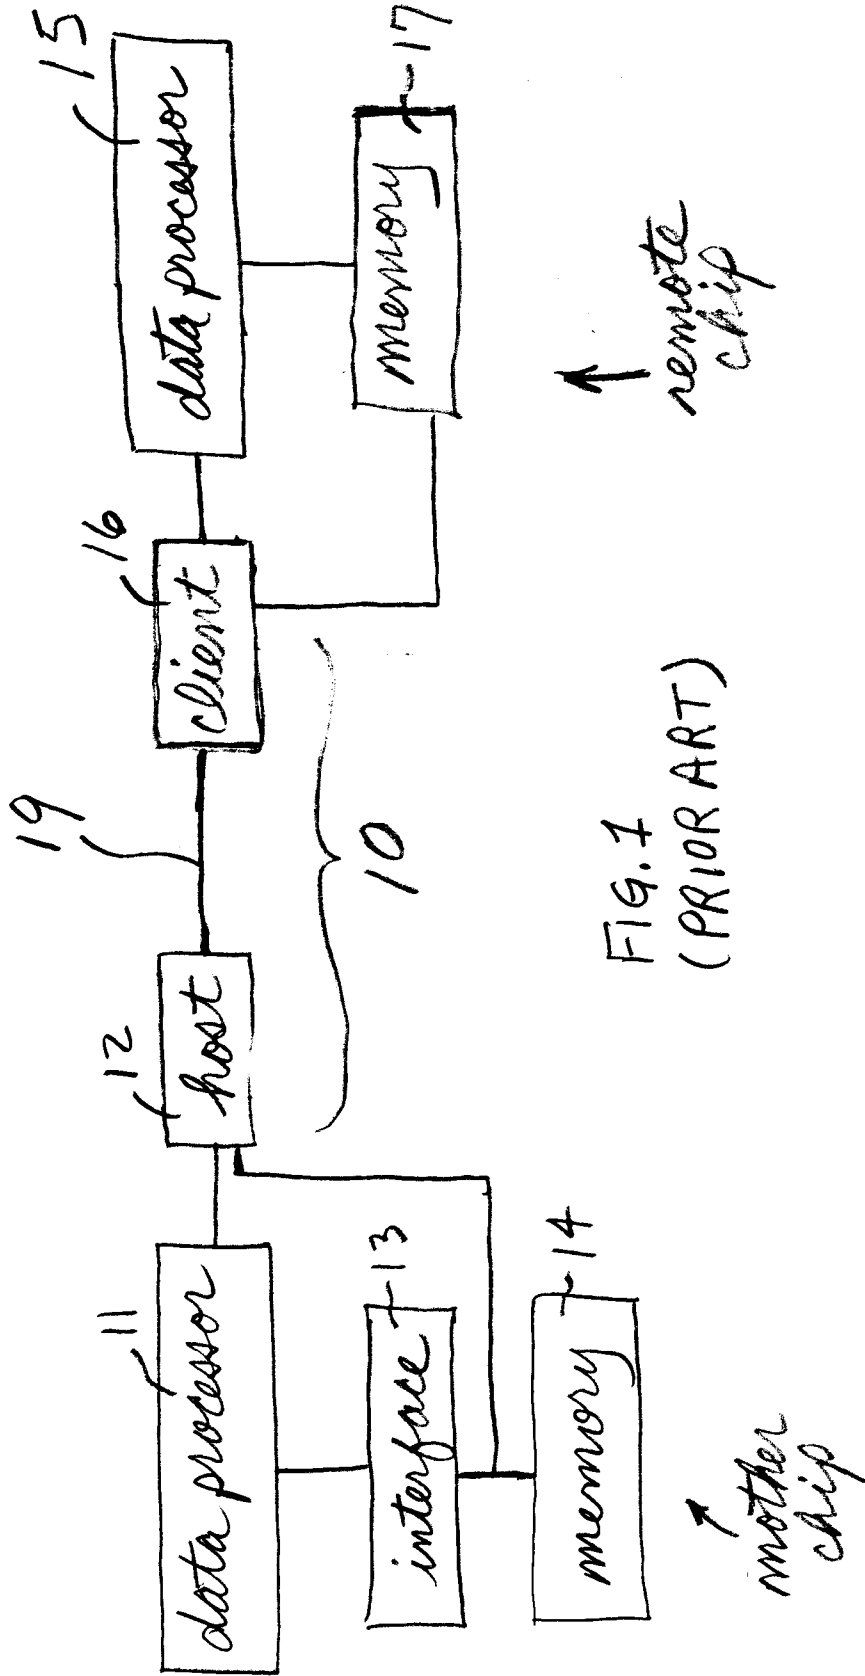 11
data processor
12
host
19
16
client
15
data processor
interface
13
10
memory
17
memory
14
mother
chip
FIG. 1
(PRIOR ART)
remote
chip